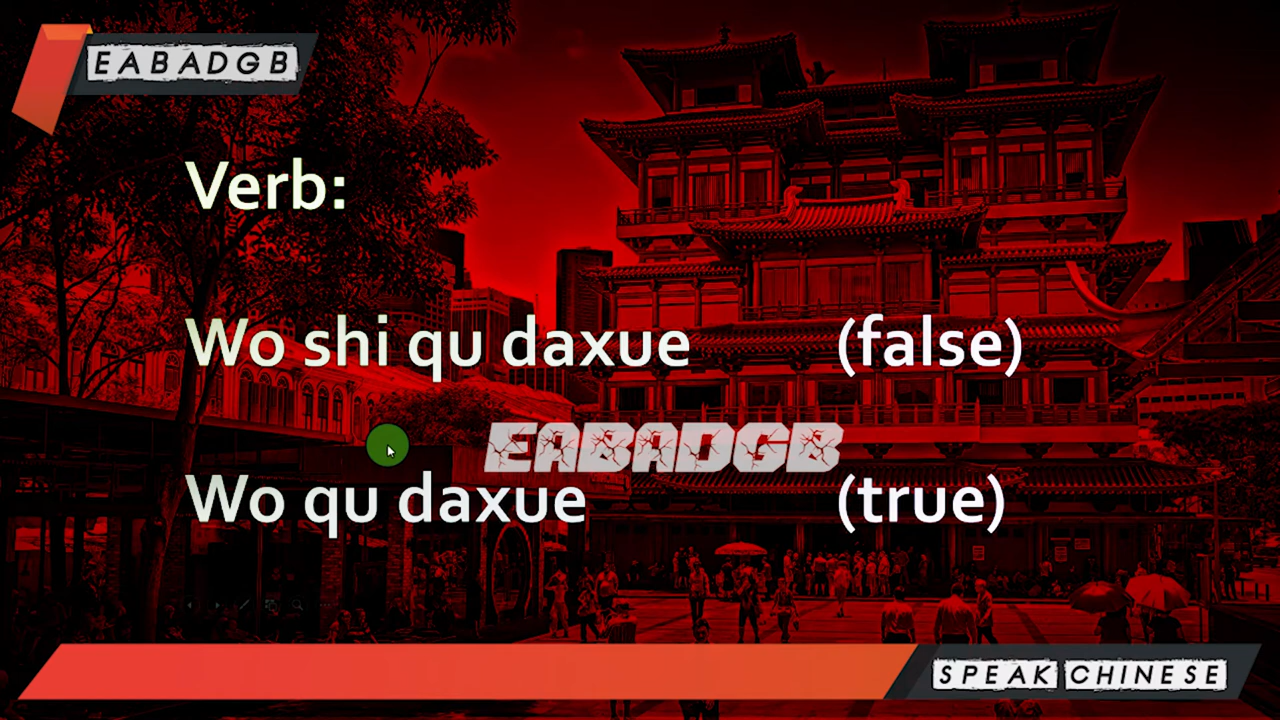 EABADGB
Verb:
Wo shi qu daxue (false)
EABADGB
Wo qu daxue (true)
SPEAK CHINESE